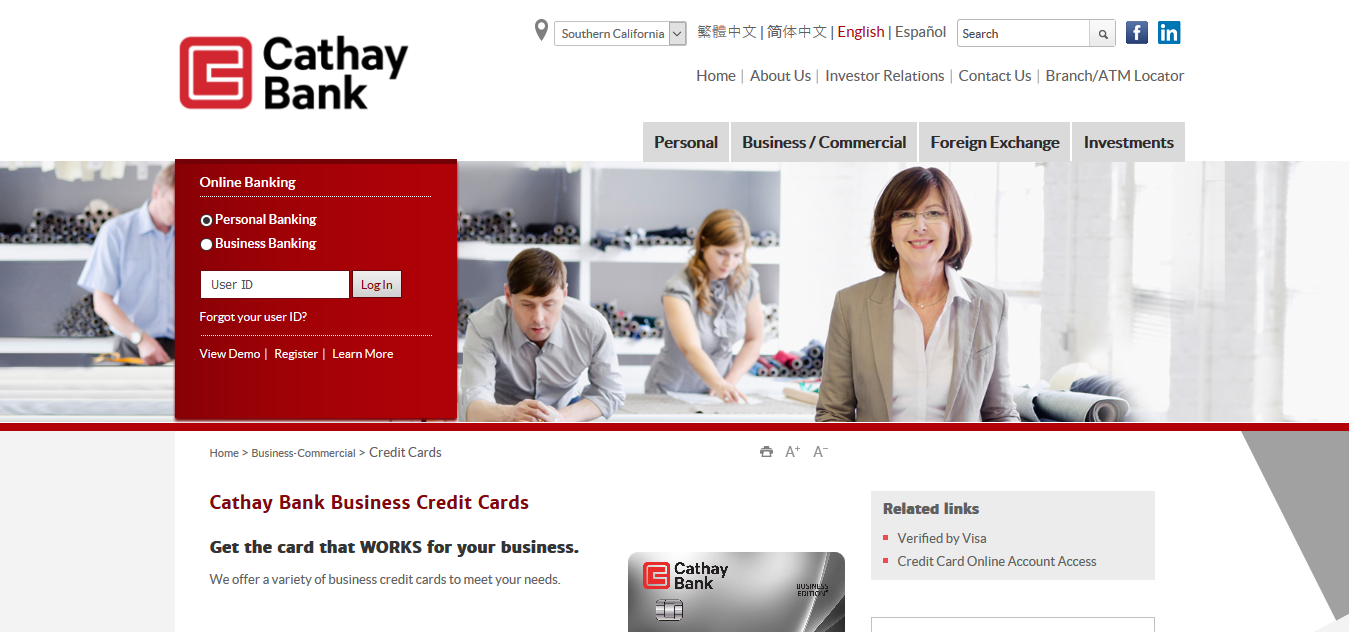 Southern California
繁體中文 | 简体中文 | English | Español
Search
Cathay
Bank
Home | About Us | Investor Relations | Contact Us | Branch/ATM Locator
Personal
Business / Commercial
Foreign Exchange
Investments
Online Banking
Personal Banking
Business Banking
User ID
Log In
Forgot your user ID?
View Demo | Register | Learn More
Home > Business-Commercial > Credit Cards
A+
A-
Cathay Bank Business Credit Cards
Get the card that WORKS for your business.
We offer a variety of business credit cards to meet your needs.
Cathay
Bank
BUSINESS
EDITION
Related links
Verified by Visa
Credit Card Online Account Access